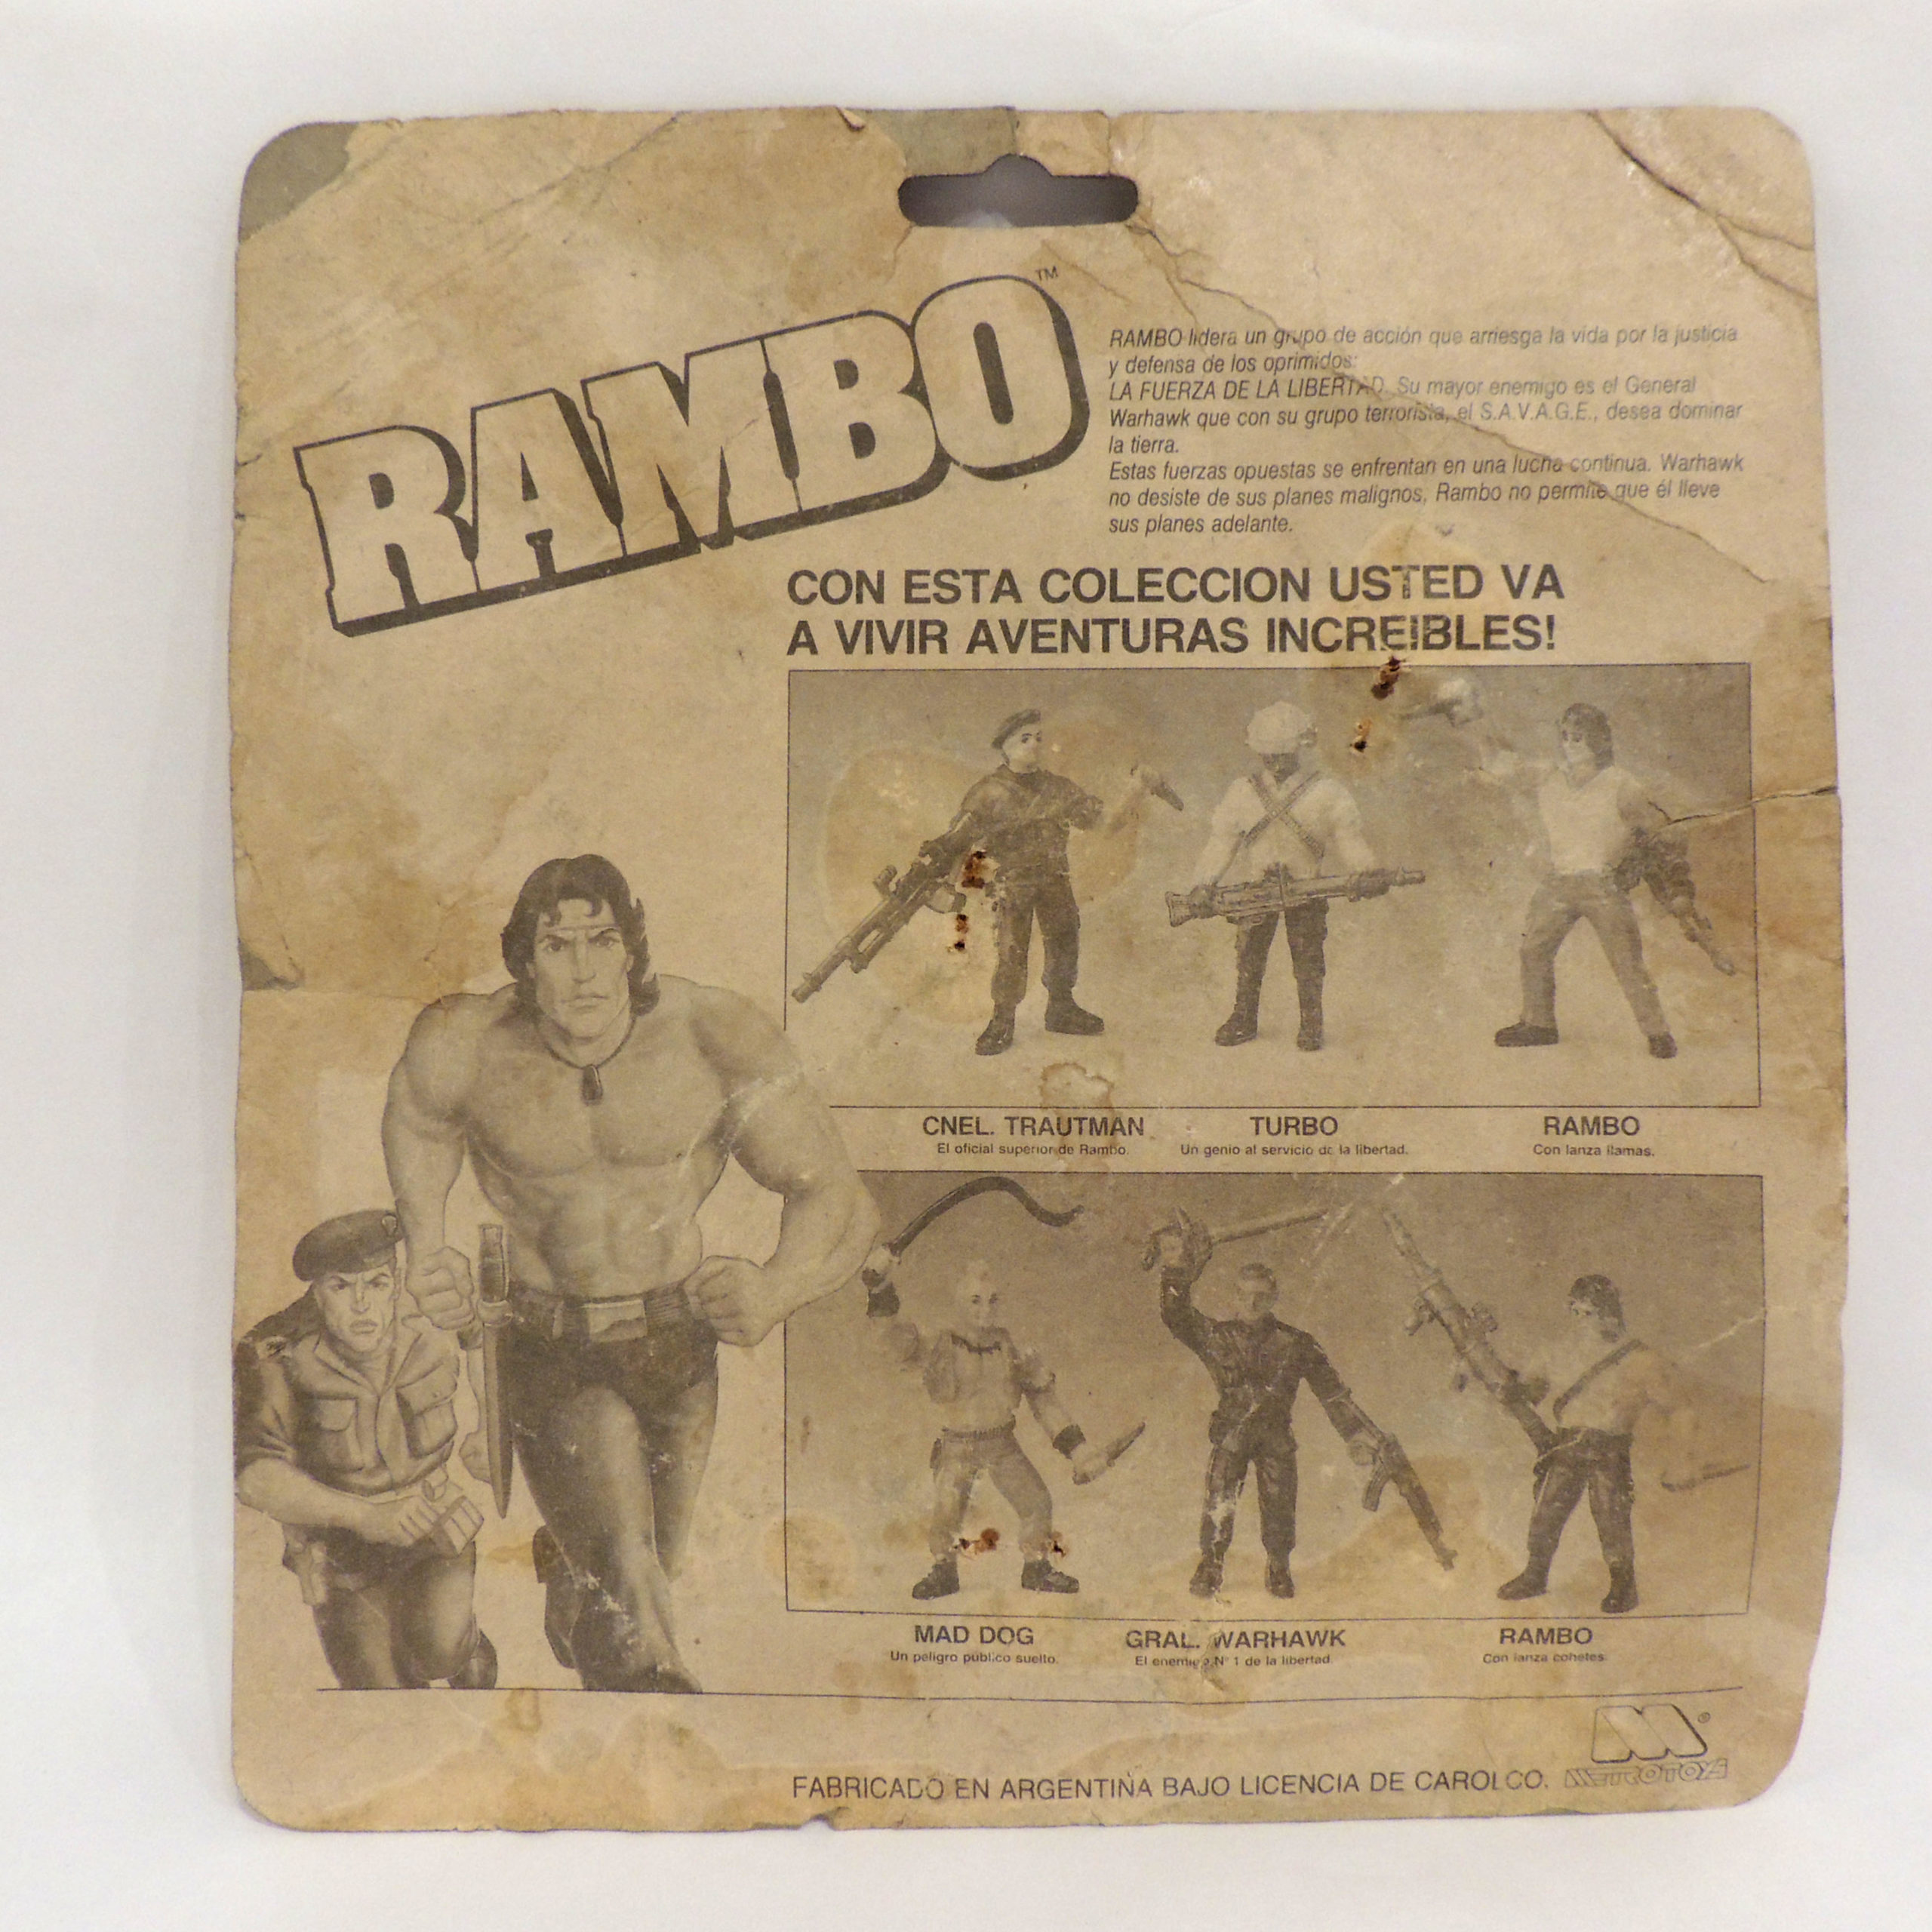 RAMBO™
RAMBO lidera un grupo de acción que arriesga la vida por la justicia
y defensa de los oprimidos:
LA FUERZA DE LA LIBERTAD. Su mayor enemigo es el General
Warhawk que con su grupo terrorista, el S.A.V.A.G.E., desea dominar
la tierra.
Estas fuerzas opuestas se enfrentan en una lucha continua. Warhawk
no desiste de sus planes malignos, Rambo no permite que él lleve
sus planes adelante.
CON ESTA COLECCION USTED VA
A VIVIR AVENTURAS INCREIBLES!
CNEL. TRAUTMAN
El oficial superior de Rambo.
TURBO
Un genio al servicio de la libertad.
RAMBO
Con lanza llamas.
MAD DOG
Un peligro público suelto.
GRAL. WARHAWK
El enemigo N° 1 de la libertad.
RAMBO
Con lanza cohetes.
M®
METROTOYS
FABRICADO EN ARGENTINA BAJO LICENCIA DE CAROLCO.